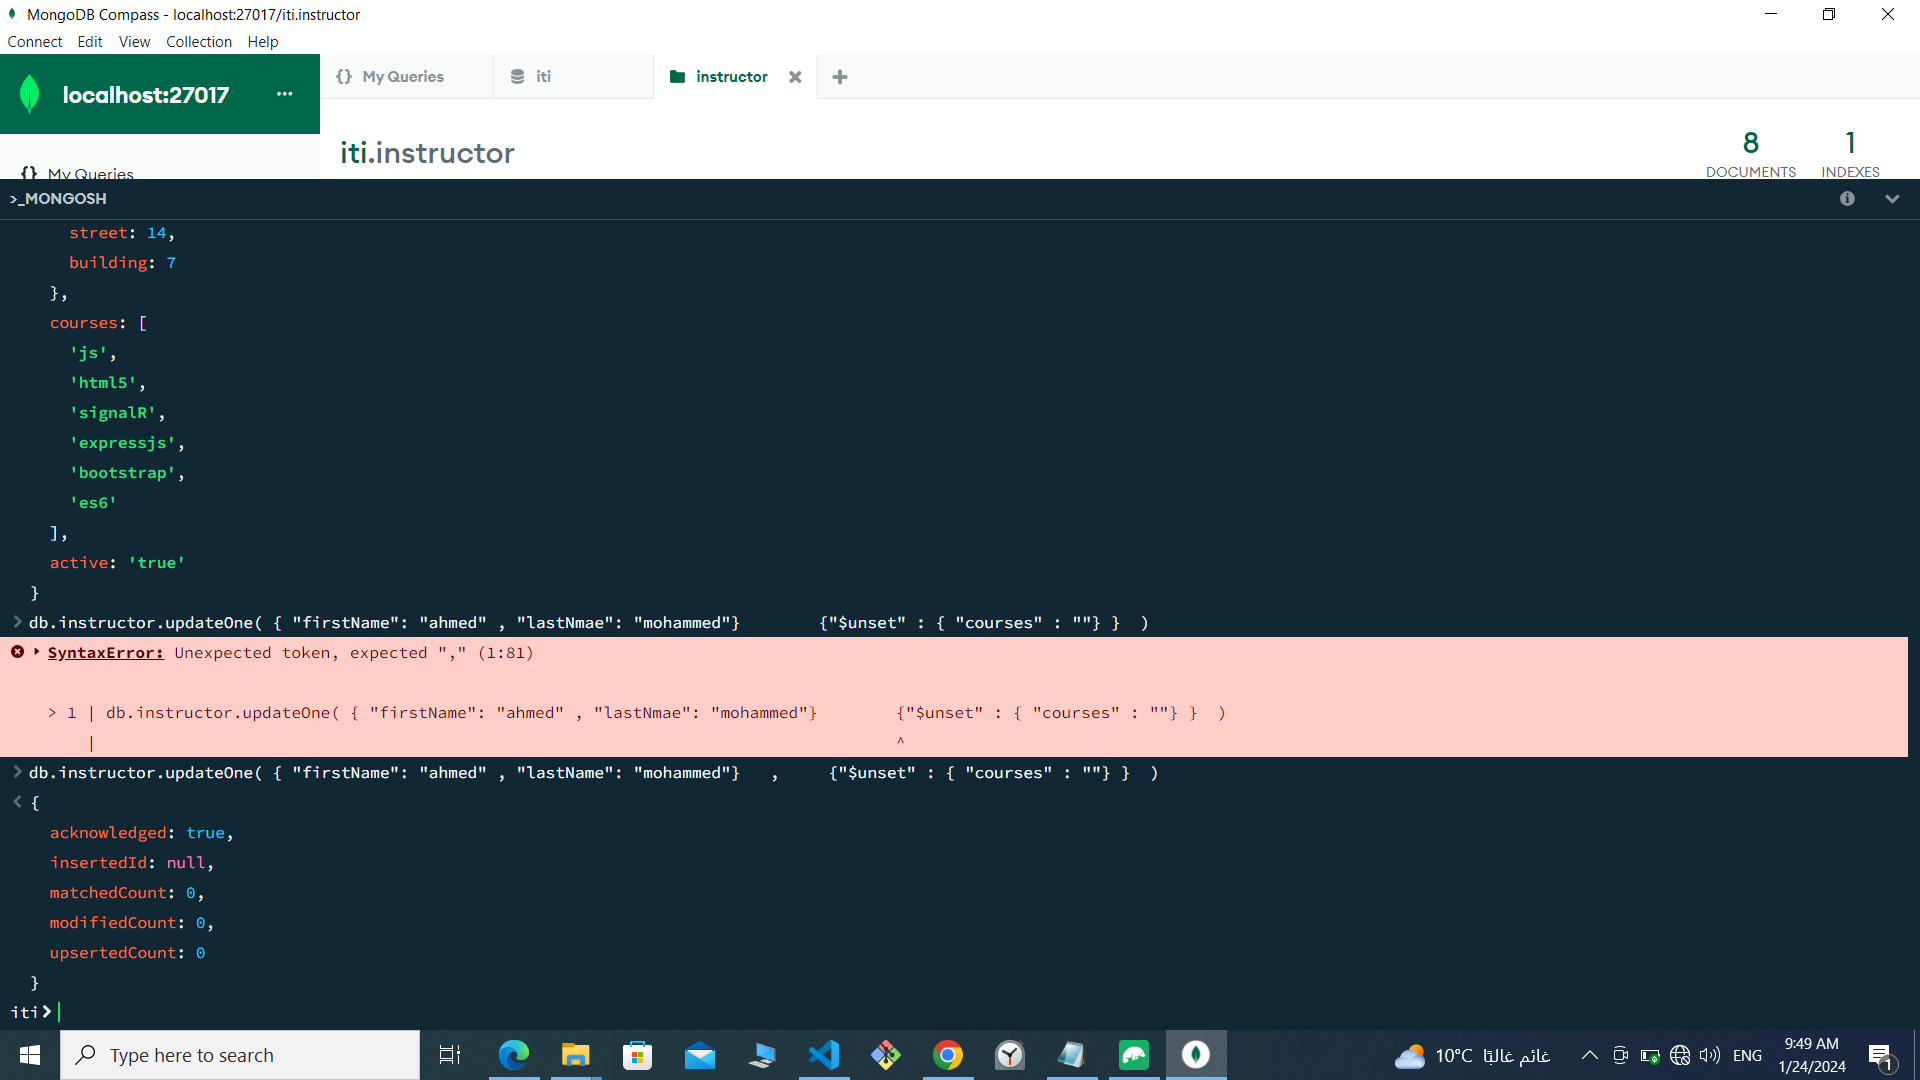 MongoDB Compass - localhost:27017/iti.instructor
Connect Edit View Collection Help
localhost:27017 ...
{} My Queries
iti
instructor
{} My Queries
iti.instructor
8
DOCUMENTS
1
INDEXES
>_MONGOSH
street: 14,
building: 7
},
courses: [
'js',
'html5',
'signalR',
'expressjs',
'bootstrap',
'es6'
],
active: 'true'
}
> db.instructor.updateOne( { "firstName": "ahmed" , "lastNmae": "mohammed"} {"$unset" : { "courses" : ""} } )
SyntaxError: Unexpected token, expected "," (1:81)
> 1 | db.instructor.updateOne( { "firstName": "ahmed" , "lastNmae": "mohammed"} {"$unset" : { "courses" : ""} } )
| ^
> db.instructor.updateOne( { "firstName": "ahmed" , "lastName": "mohammed"} , {"$unset" : { "courses" : ""} } )
< {
acknowledged: true,
insertedId: null,
matchedCount: 0,
modifiedCount: 0,
upsertedCount: 0
}
iti>
Type here to search
10°C غائم غالبًا
ENG
9:49 AM
1/24/2024
1